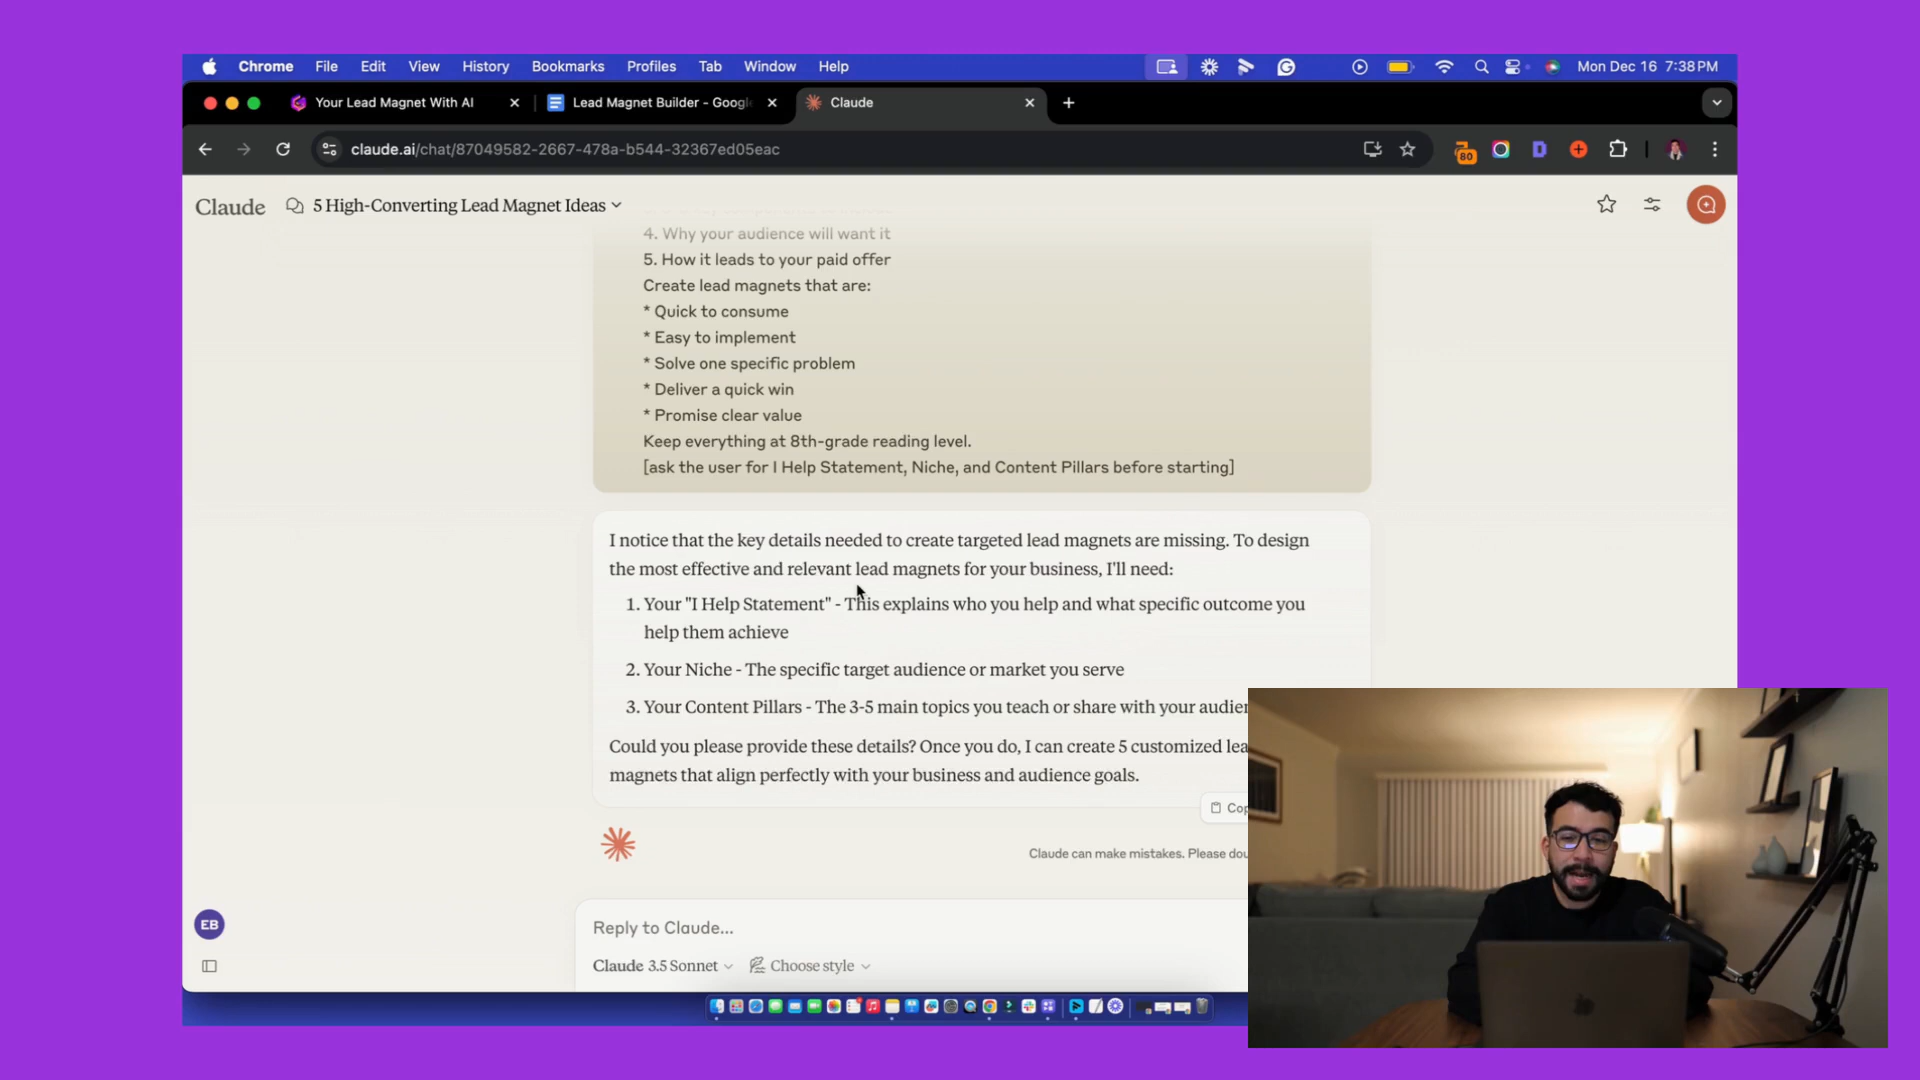 Chrome File Edit View History Bookmarks Profiles Tab Window Help Mon Dec 16 7:38 PM
Your Lead Magnet With AI Lead Magnet Builder - Googl Claude
claude.ai/chat/87049582-2667-478a-b544-32367ed05eac 80
Claude 5 High-Converting Lead Magnet Ideas
4. Why your audience will want it
5. How it leads to your paid offer
Create lead magnets that are:
* Quick to consume
* Easy to implement
* Solve one specific problem
* Deliver a quick win
* Promise clear value
Keep everything at 8th-grade reading level.
[ask the user for I Help Statement, Niche, and Content Pillars before starting]
I notice that the key details needed to create targeted lead magnets are missing. To design
the most effective and relevant lead magnets for your business, I'll need:
1. Your "I Help Statement" - This explains who you help and what specific outcome you
help them achieve
2. Your Niche - The specific target audience or market you serve
3. Your Content Pillars - The 3-5 main topics you teach or share with your audien
Could you please provide these details? Once you do, I can create 5 customized lea
magnets that align perfectly with your business and audience goals.
Cop
Claude can make mistakes. Please dou
EB
Reply to Claude...
Claude 3.5 Sonnet Choose style